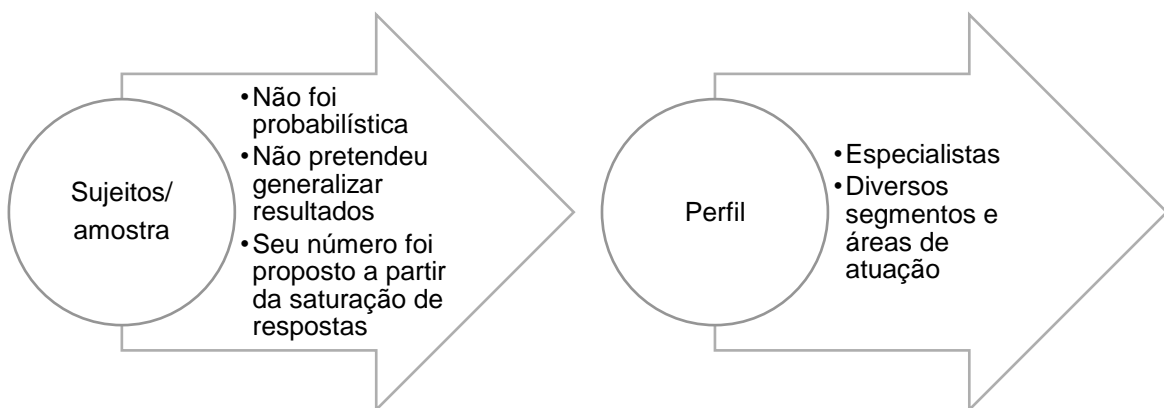 Sujeitos/
amostra
•Não foi
probabilística
•Não pretendeu
generalizar
resultados
•Seu número foi
proposto a partir
da saturação de
respostas
Perfil
•Especialistas
•Diversos
segmentos e
áreas de
atuação